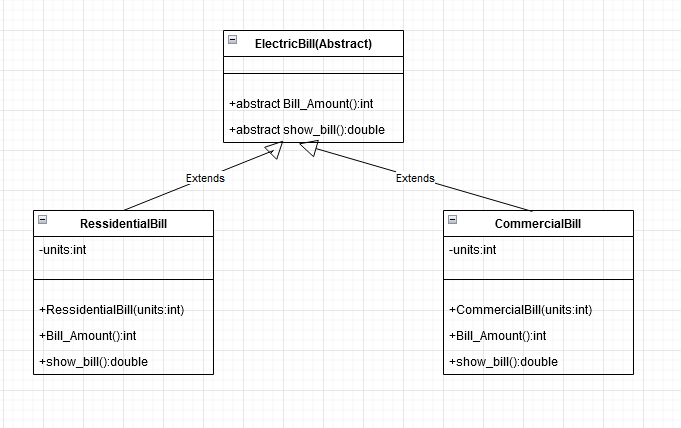 ElectricBill(Abstract)
+abstract Bill_Amount():int
+abstract show_bill():double
Extends
Extends
RessidentialBill
-units:int
+RessidentialBill(units:int)
+Bill_Amount():int
+show_bill():double
CommercialBill
-units:int
+CommercialBill(units:int)
+Bill_Amount():int
+show_bill():double